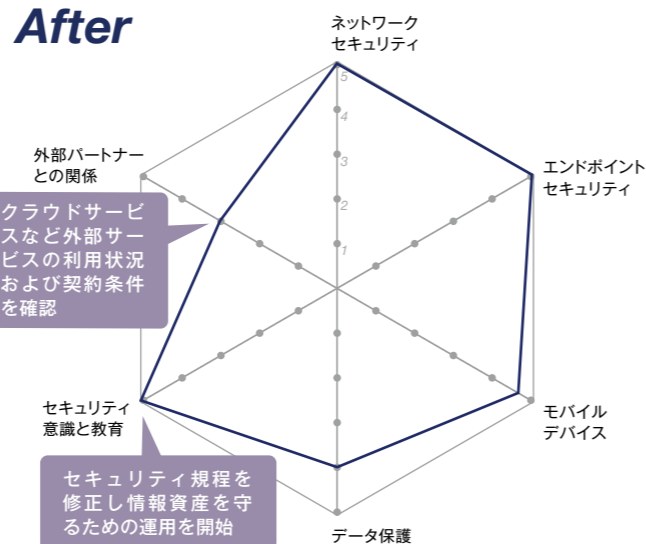 After
ネットワーク
セキュリティ
5
4
3
2
1
エンドポイント
セキュリティ
外部パートナー
との関係
クラウドサービ
スなど外部サー
ビスの利用状況
および契約条件
を確認
セキュリティ
意識と教育
モバイル
デバイス
セキュリティ規程を
修正し情報資産を守
るための運用を開始
データ保護